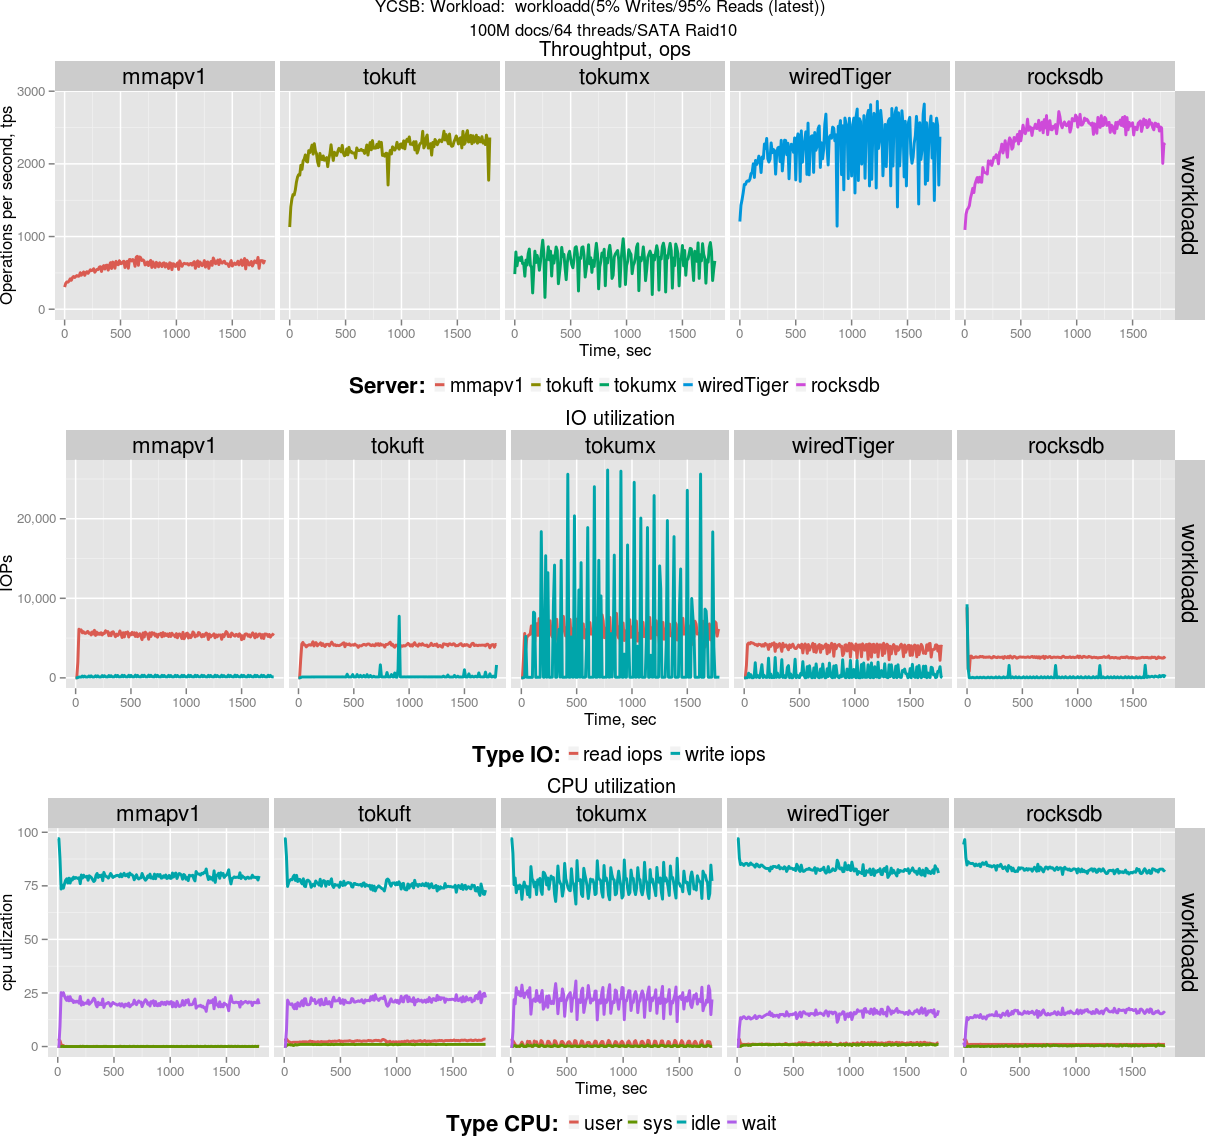 YCSB: Workload:  workloadd(5% Writes/95% Reads (latest))
100M docs/64 threads/SATA Raid10
Throughtput, ops
mmapv1 tokuft tokumx wiredTiger rocksdb
3000
2000
1000
0
Operations per second, tps
workloadd
0 500 1000 1500 0 500 1000 1500 0 500 1000 1500 0 500 1000 1500 0 500 1000 1500
Time, sec
Server: mmapv1 tokuft tokumx wiredTiger rocksdb
IO utilization
mmapv1 tokuft tokumx wiredTiger rocksdb
20,000
10,000
0
IOPs
workloadd
0 500 1000 1500 0 500 1000 1500 0 500 1000 1500 0 500 1000 1500 0 500 1000 1500
Time, sec
Type IO: read iops write iops
CPU utilization
mmapv1 tokuft tokumx wiredTiger rocksdb
100
75
50
25
0
cpu utlization
workloadd
0 500 1000 1500 0 500 1000 1500 0 500 1000 1500 0 500 1000 1500 0 500 1000 1500
Time, sec
Type CPU: user sys idle wait